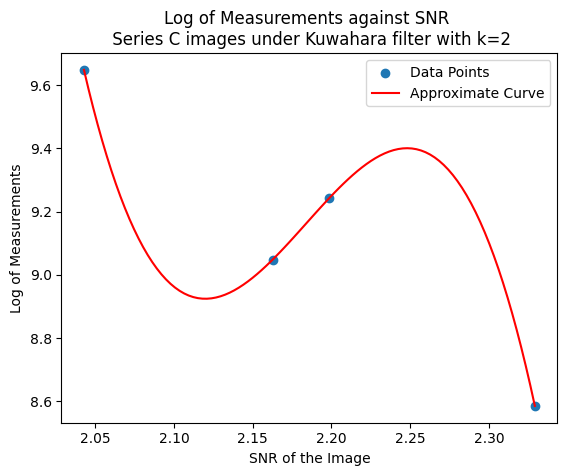 Log of Measurements against SNR
Series C images under Kuwahara filter with k=2
Data Points
Approximate Curve
9.6
9.4
9.2
9.0
8.8
8.6
Log of Measurements
2.05 2.10 2.15 2.20 2.25 2.30
SNR of the Image